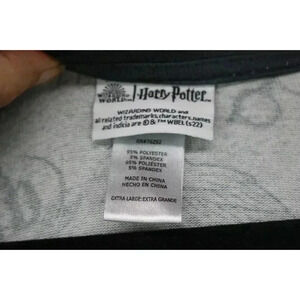 WIZARDING WORLD
Harry Potter
WIZARDING WORLD and
all related trademarks, characters, names
and indicia are © & ™ WBEI. (s22)
95% POLYESTER
5% SPANDEX
95% POLIÉSTER
5% SPANDEX
MADE IN CHINA
HECHO EN CHINA
EXTRA LARGE/EXTRA GRANDE